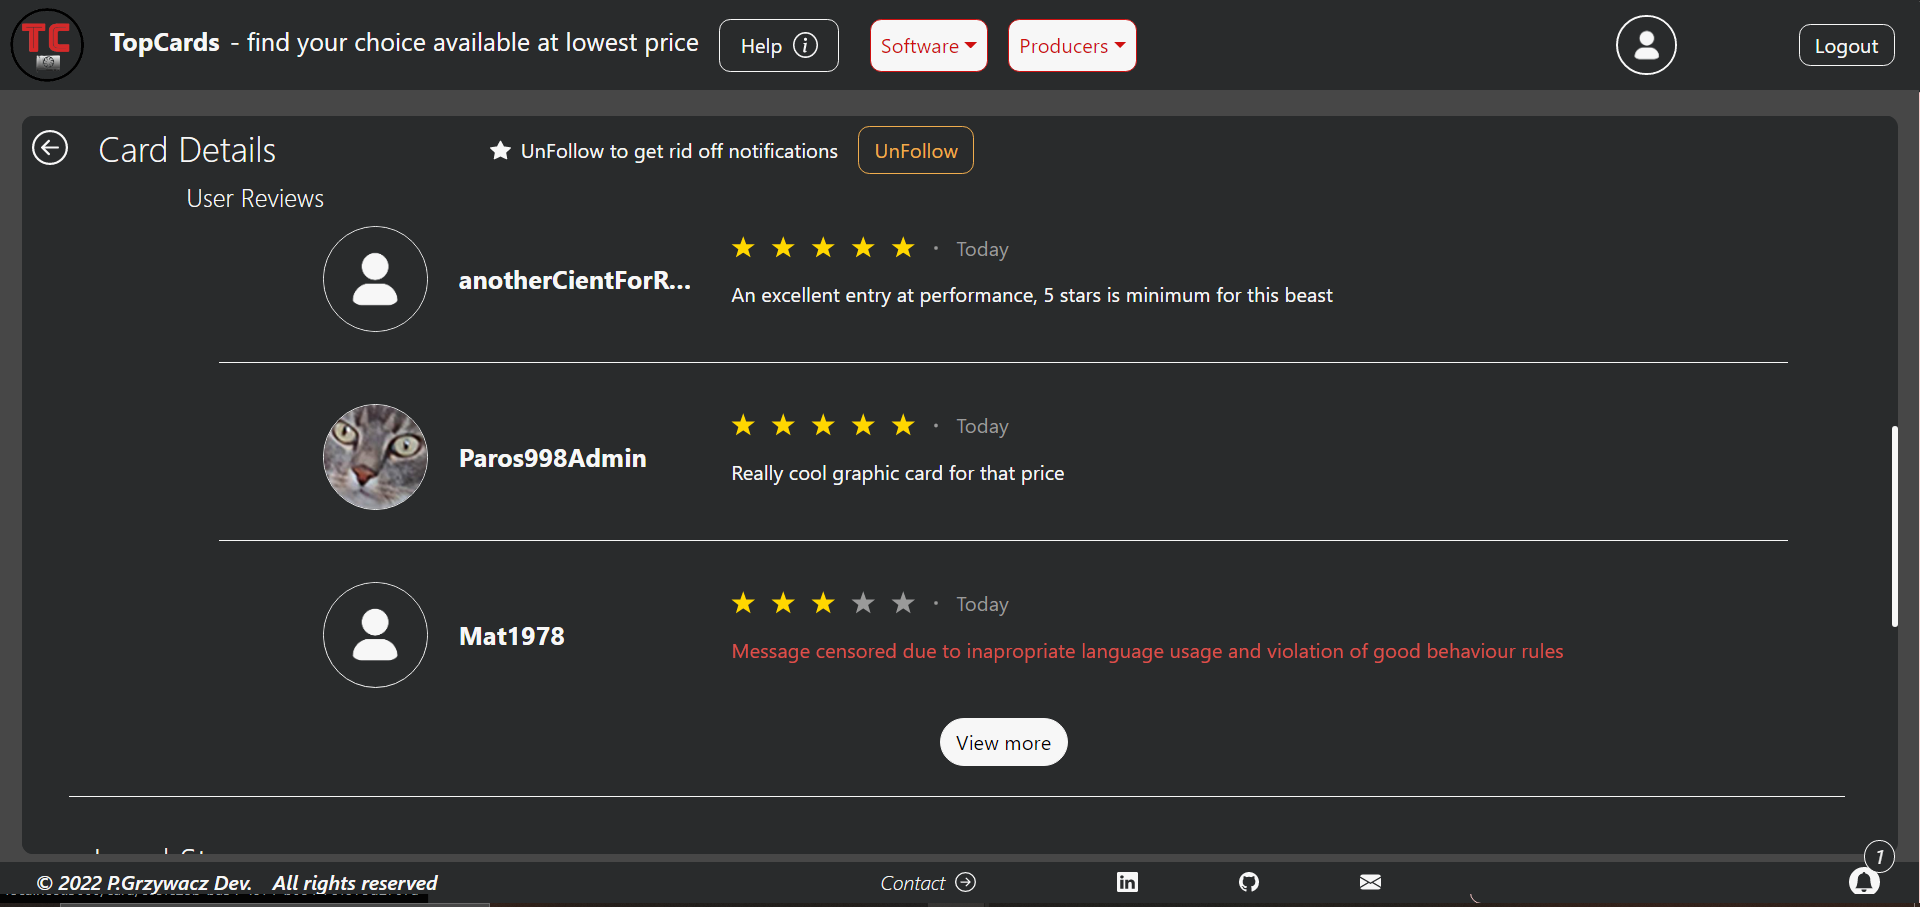 TC
TopCards - find your choice available at lowest price
Help
Software
Producers
Logout
Card Details
UnFollow to get rid off notifications
UnFollow
User Reviews
· Today
anotherCientForR...
An excellent entry at performance, 5 stars is minimum for this beast
· Today
Paros998Admin
Really cool graphic card for that price
· Today
Mat1978
Message censored due to inapropriate language usage and violation of good behaviour rules
View more
1
© 2022 P.Grzywacz Dev. All rights reserved
Contact
in